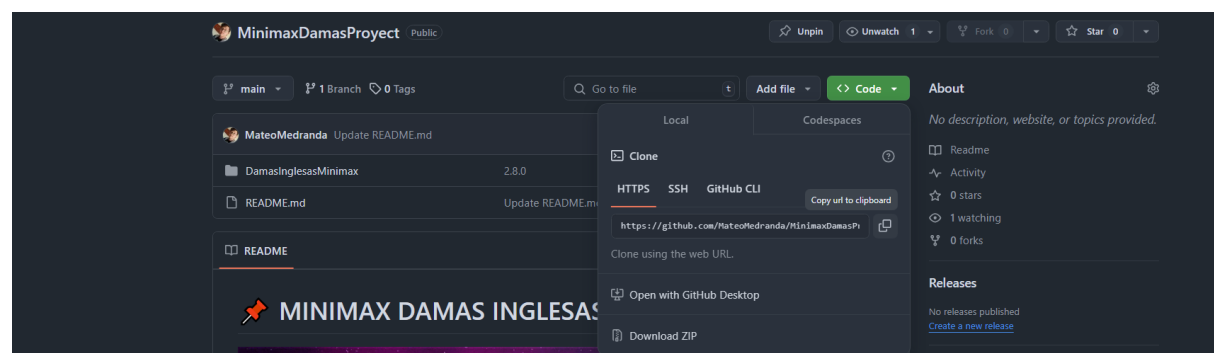 MinimaxDamasProyect Public
Unpin Unwatch 1 Fork 0 Star 0
main 1 Branch 0 Tags Go to file t Add file Code
MateoMedranda Update README.md
DamasInglesasMinimax 2.8.0
README.md Update README.me
README
MINIMAX DAMAS INGLESAS
Local Codespaces
Clone
HTTPS SSH GitHub CLI
Copy url to clipboard
https://github.com/MateoMedranda/MinimaxDamasPr
Clone using the web URL.
Open with GitHub Desktop
Download ZIP
About
No description, website, or topics provided.
Readme
Activity
0 stars
1 watching
0 forks
Releases
No releases published
Create a new release